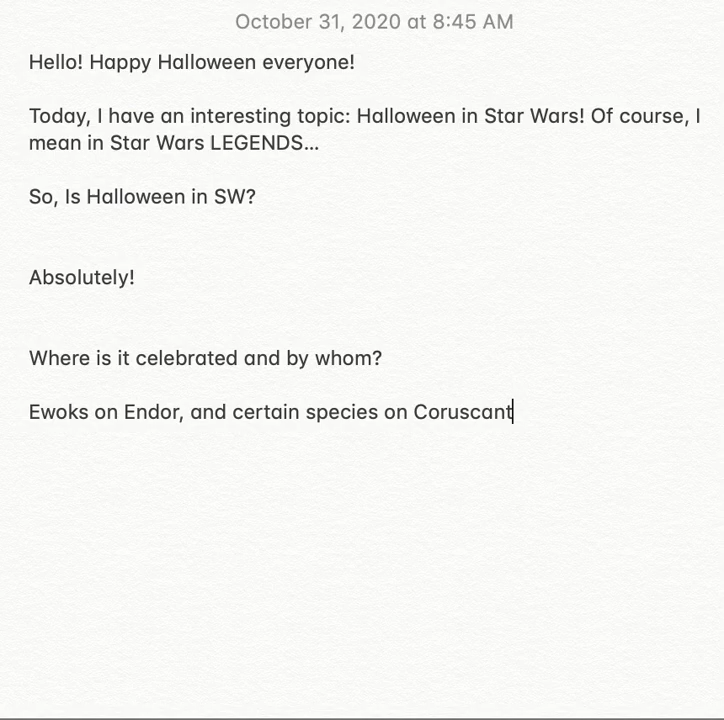 October 31, 2020 at 8:45 AM
Hello! Happy Halloween everyone!
Today, I have an interesting topic: Halloween in Star Wars! Of course, I
mean in Star Wars LEGENDS...
So, Is Halloween in SW?
Absolutely!
Where is it celebrated and by whom?
Ewoks on Endor, and certain species on Coruscant